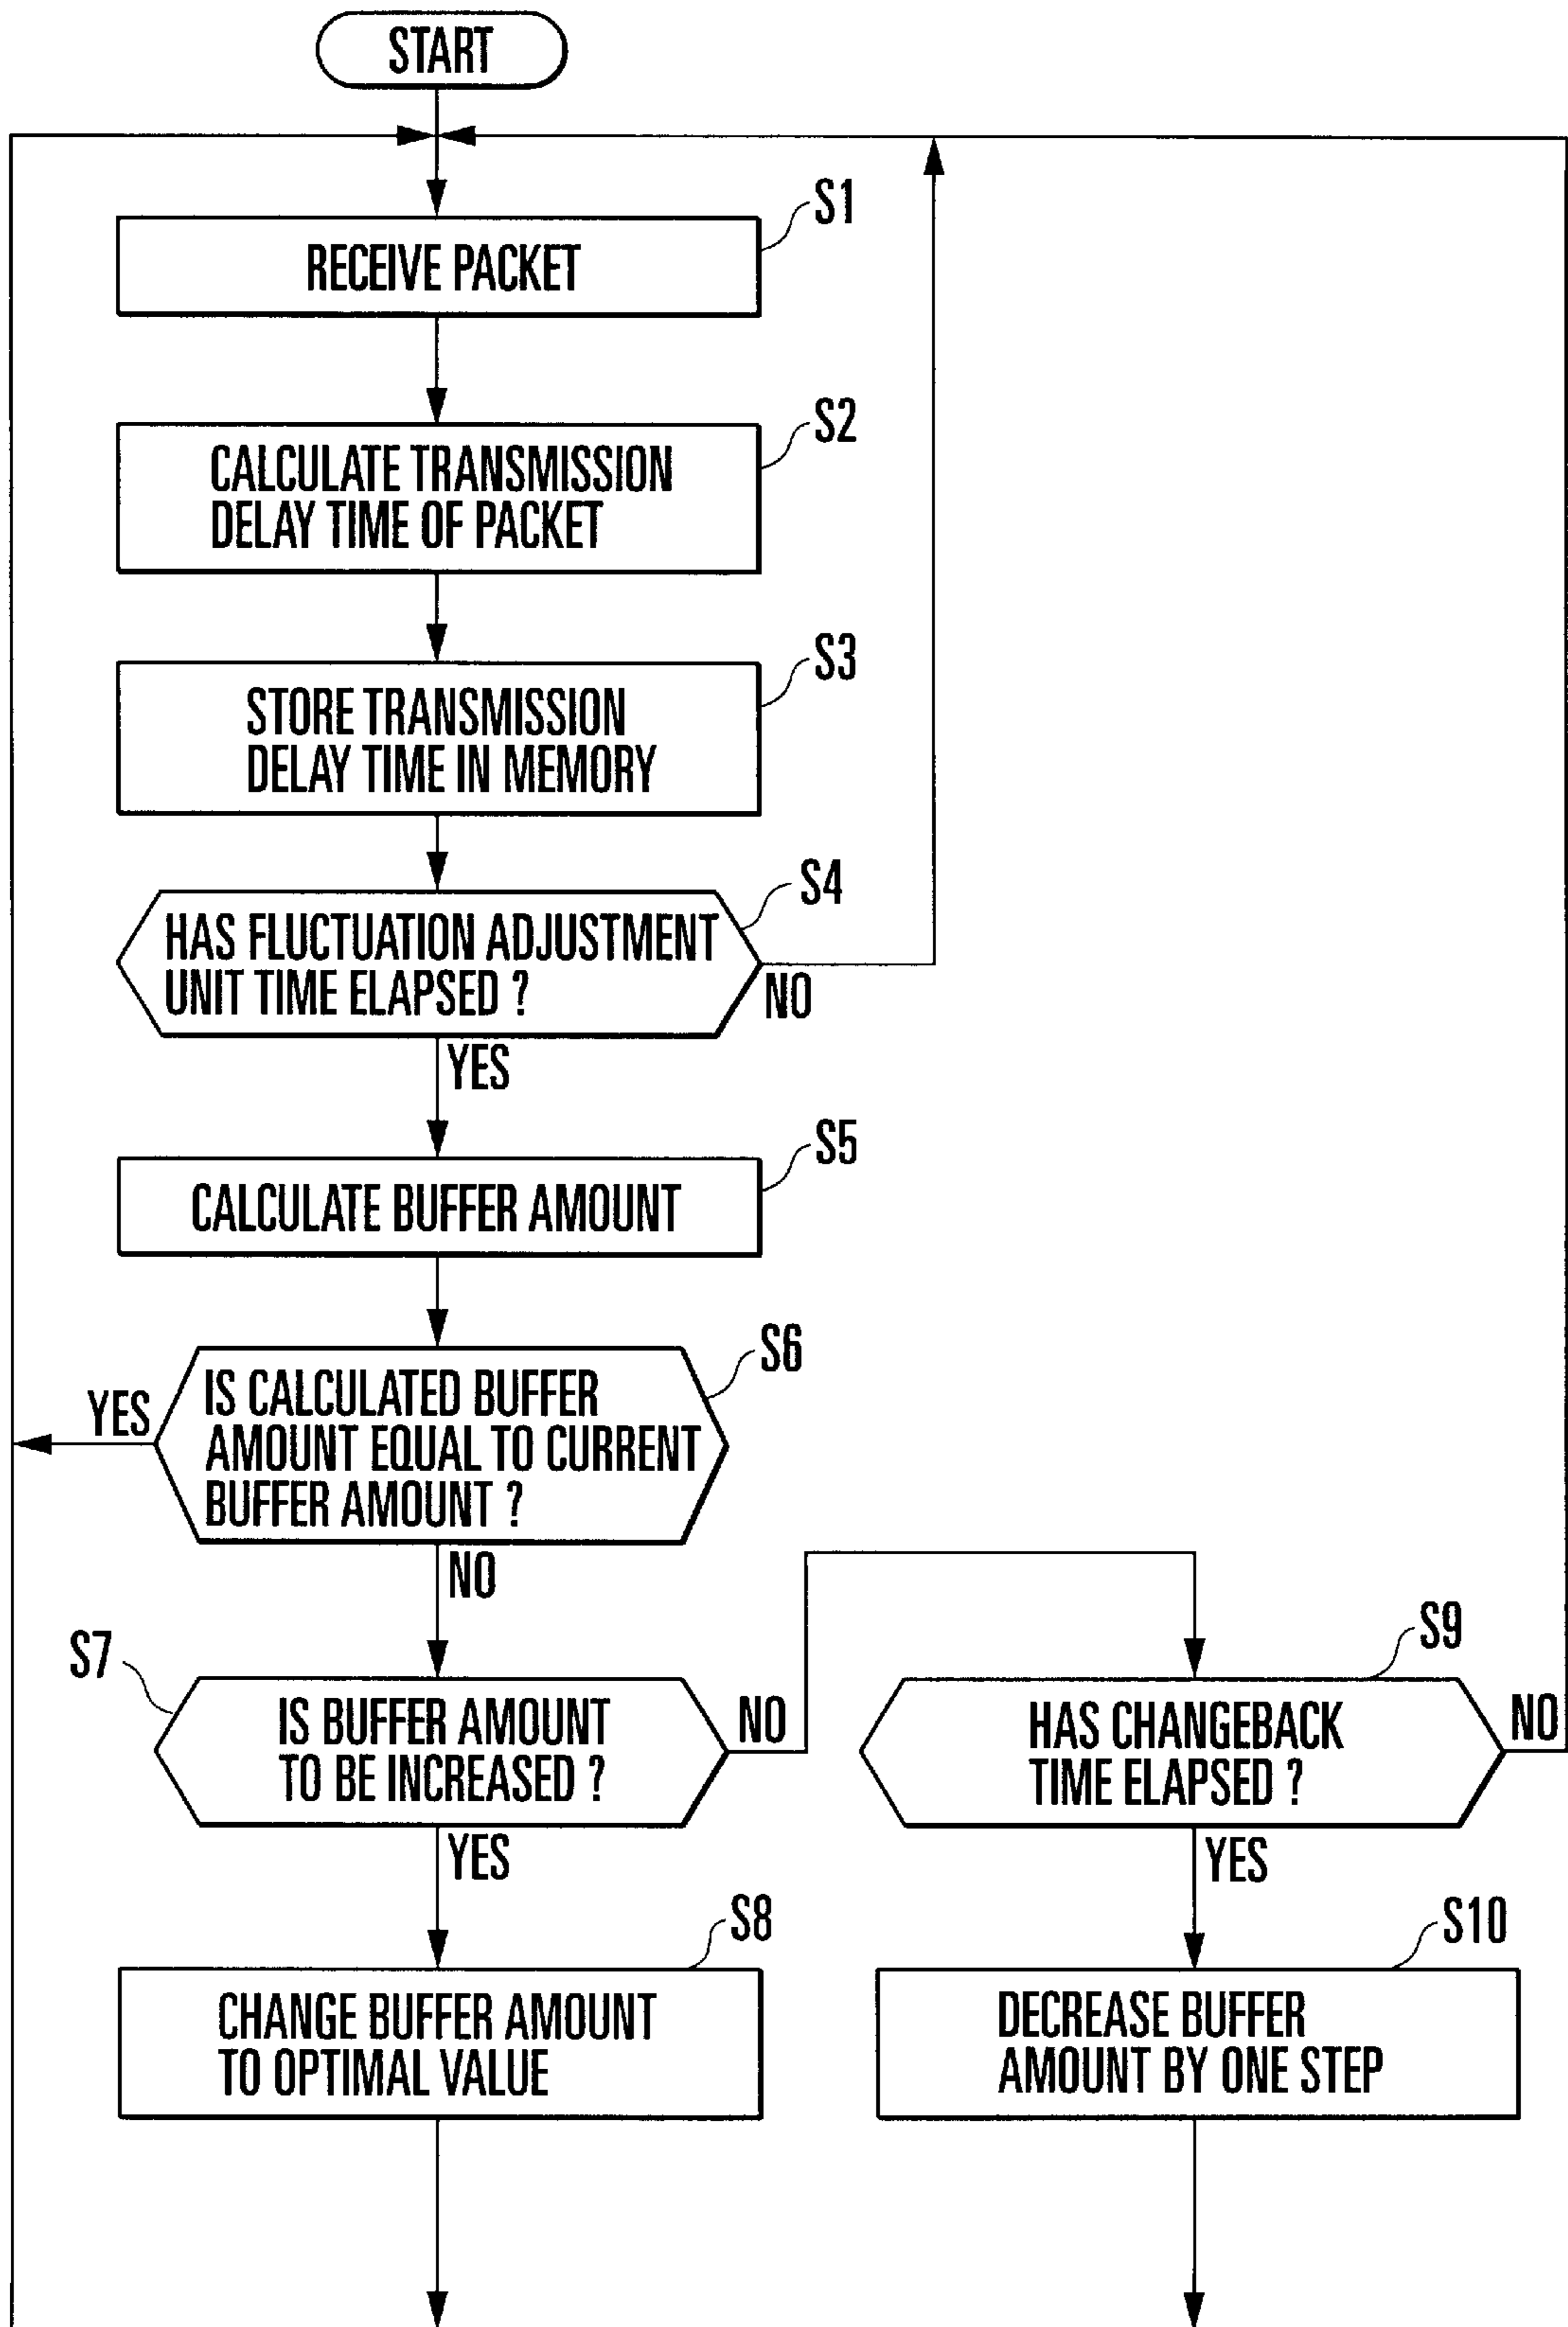 START
S1
RECEIVE PACKET
S2
CALCULATE TRANSMISSION
DELAY TIME OF PACKET
S3
STORE TRANSMISSION
DELAY TIME IN MEMORY
S4
HAS FLUCTUATION ADJUSTMENT
UNIT TIME ELAPSED ?
NO
YES
S5
CALCULATE BUFFER AMOUNT
S6
YES
IS CALCULATED BUFFER
AMOUNT EQUAL TO CURRENT
BUFFER AMOUNT ?
NO
S7
IS BUFFER AMOUNT
TO BE INCREASED ?
NO
YES
S9
HAS CHANGEBACK
TIME ELAPSED ?
NO
YES
S8
CHANGE BUFFER AMOUNT
TO OPTIMAL VALUE
S10
DECREASE BUFFER
AMOUNT BY ONE STEP